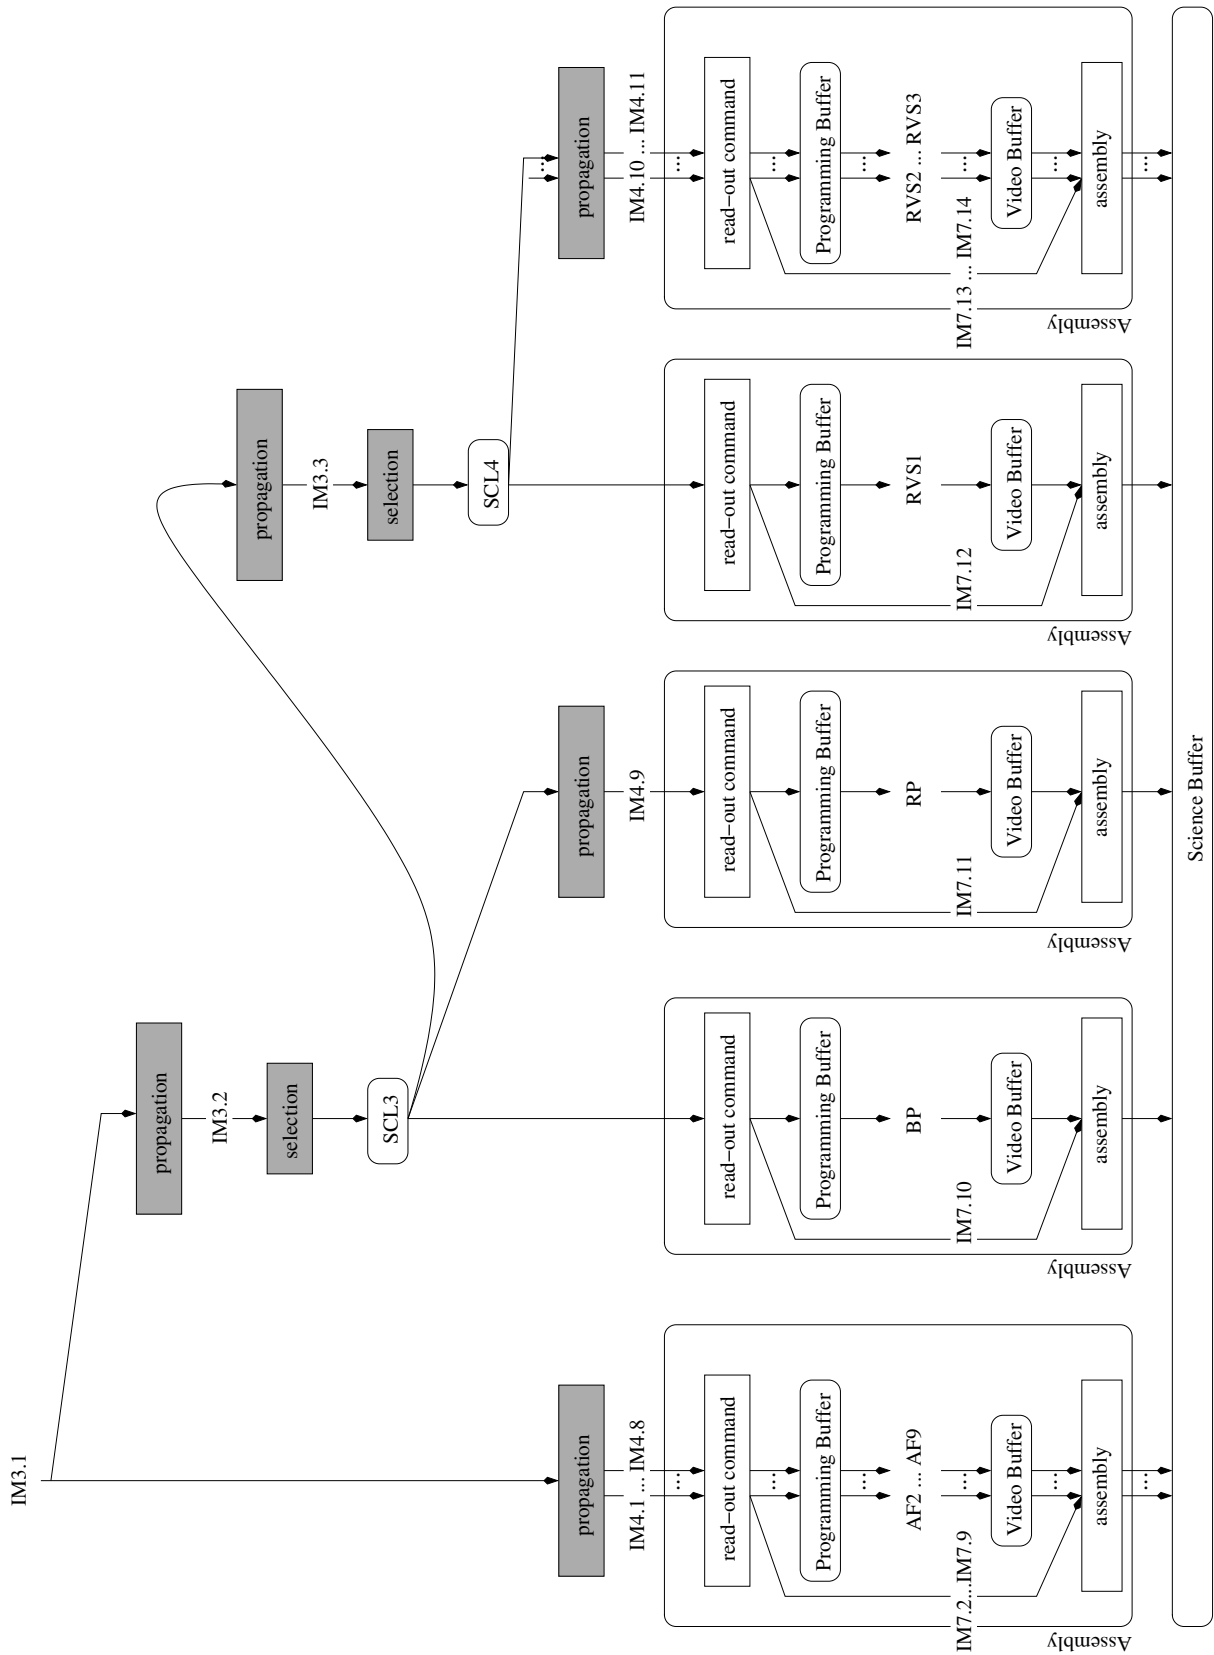 IM3.1
propagation
IM3.2
selection
SCL3
propagation
IM3.3
selection
SCL4
propagation
IM4.1 ... IM4.8
Assembly
read−out command
...
Programming Buffer
...
AF2 ... AF9
IM7.2...IM7.9
...
Video Buffer
...
assembly
...
Assembly
read−out command
Programming Buffer
BP
IM7.10
Video Buffer
assembly
propagation
IM4.9
Assembly
read−out command
Programming Buffer
RP
IM7.11
Video Buffer
assembly
Assembly
read−out command
Programming Buffer
RVS1
IM7.12
Video Buffer
assembly
...
propagation
IM4.10 ... IM4.11
...
Assembly
read−out command
...
Programming Buffer
...
RVS2 ... RVS3
IM7.13 ... IM7.14
...
Video Buffer
...
assembly
...
Science Buffer